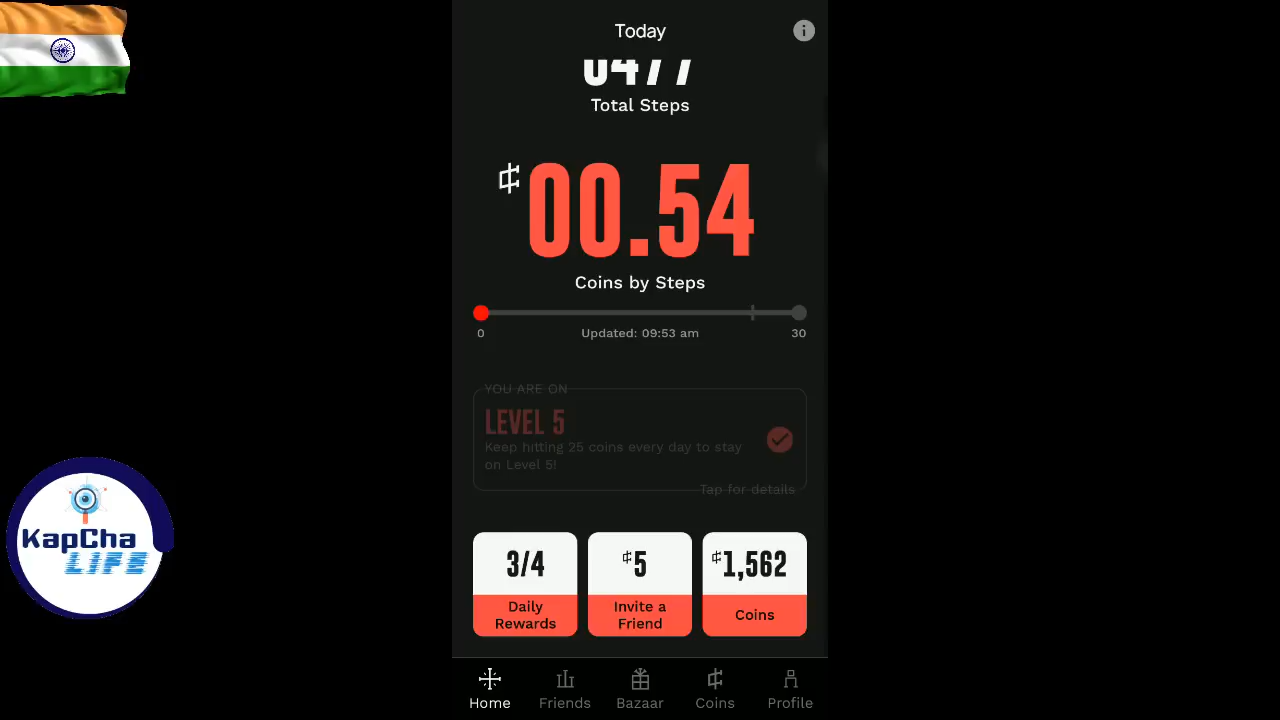 Today
i
0477
Total Steps
₵00.54
Coins by Steps
0
Updated: 09:53 am
30
YOU ARE ON
LEVEL 5
Keep hitting 25 coins every day to stay
on Level 5!
Tap for details
3/4
Daily
Rewards
₵5
Invite a
Friend
₵1,562
Coins
Home
Friends
Bazaar
Coins
Profile
KapCha
LIFE